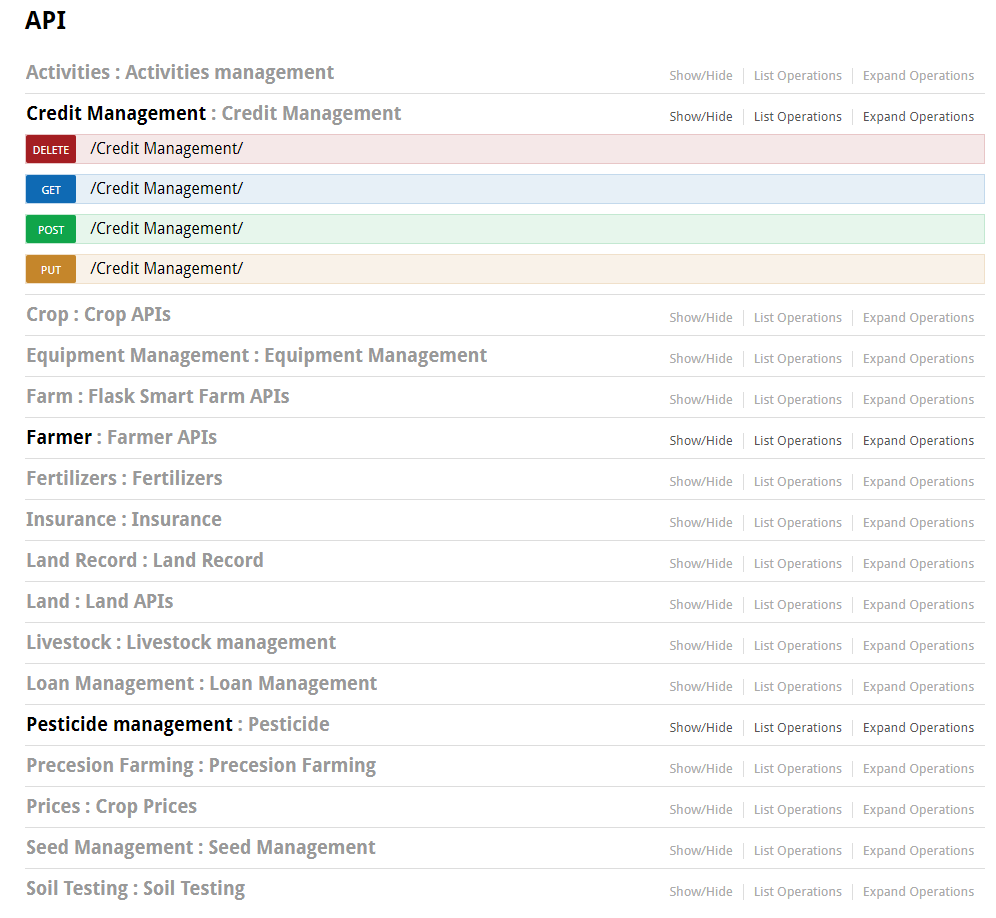 API
Activities : Activities management Show/Hide List Operations Expand Operations
Credit Management : Credit Management Show/Hide List Operations Expand Operations
DELETE /Credit Management/
GET /Credit Management/
POST /Credit Management/
PUT /Credit Management/
Crop : Crop APIs Show/Hide List Operations Expand Operations
Equipment Management : Equipment Management Show/Hide List Operations Expand Operations
Farm : Flask Smart Farm APIs Show/Hide List Operations Expand Operations
Farmer : Farmer APIs Show/Hide List Operations Expand Operations
Fertilizers : Fertilizers Show/Hide List Operations Expand Operations
Insurance : Insurance Show/Hide List Operations Expand Operations
Land Record : Land Record Show/Hide List Operations Expand Operations
Land : Land APIs Show/Hide List Operations Expand Operations
Livestock : Livestock management Show/Hide List Operations Expand Operations
Loan Management : Loan Management Show/Hide List Operations Expand Operations
Pesticide management : Pesticide Show/Hide List Operations Expand Operations
Precesion Farming : Precesion Farming Show/Hide List Operations Expand Operations
Prices : Crop Prices Show/Hide List Operations Expand Operations
Seed Management : Seed Management Show/Hide List Operations Expand Operations
Soil Testing : Soil Testing Show/Hide List Operations Expand Operations